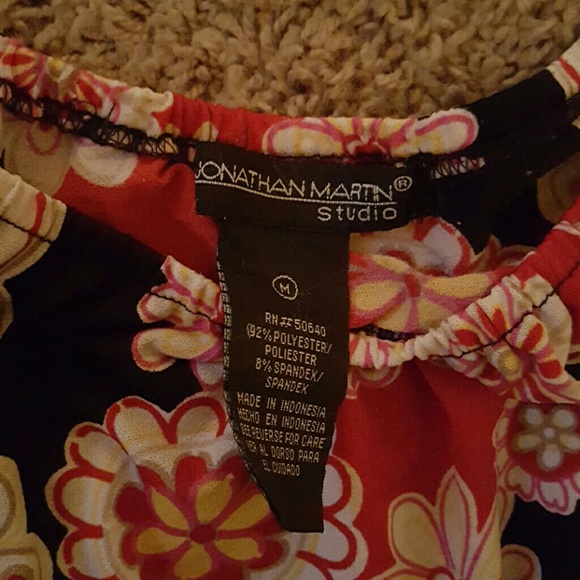 JONATHAN MARTIN®
studio
M
RN#50640
92% POLYESTER/
POLIESTER
8% SPANDEX/
SPANDEX
MADE IN INDONESIA
HECHO EN INDONESIA
SEE REVERSE FOR CARE
VER AL DORSO PARA
EL CUIDADO